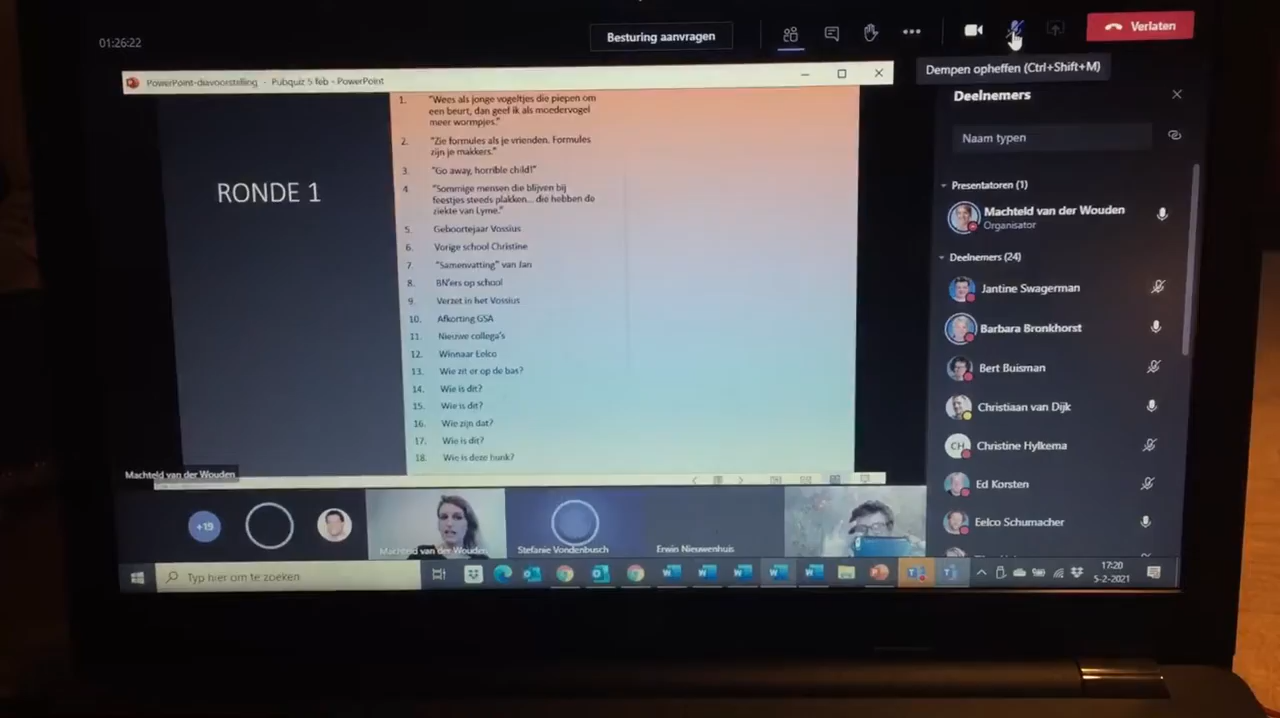 01:26:22
Besturing aanvragen
Verlaten
Dempen opheffen (Ctrl+Shift+M)
PowerPoint-diavoorstelling - Pubquiz 5 feb - PowerPoint
RONDE 1
1. "Wees als jonge vogeltjes die piepen om
een beurt, dan geef ik als moedervogel
meer wormpjes."
2. "Zie formules als je vrienden. Formules
zijn je makkers."
3. "Go away, horrible child!"
4. "Sommige mensen die blijven bij
feestjes steeds plakken... die hebben de
ziekte van Lyme."
5. Geboortejaar Vossius
6. Vorige school Christine
7. "Samenvatting" van Jan
8. BN'ers op school
9. Verzet in het Vossius
10. Afkorting GSA
11. Nieuwe collega's
12. Winnaar Eelco
13. Wie zit er op de bas?
14. Wie is dit?
15. Wie is dit?
16. Wie zijn dat?
17. Wie is dit?
18. Wie is deze hunk?
Machteld van der Wouden
Deelnemers
Naam typen
Presentatoren (1)
Machteld van der Wouden
Organisator
Deelnemers (24)
Jantine Swagerman
Barbara Bronkhorst
Bert Buisman
Christiaan van Dijk
CH Christine Hylkema
Ed Korsten
Eelco Schumacher
+19
Machteld van der Wouden
Stefanie Vondenbusch
Erwin Nieuwenhuis
Typ hier om te zoeken
17:20
5-2-2021